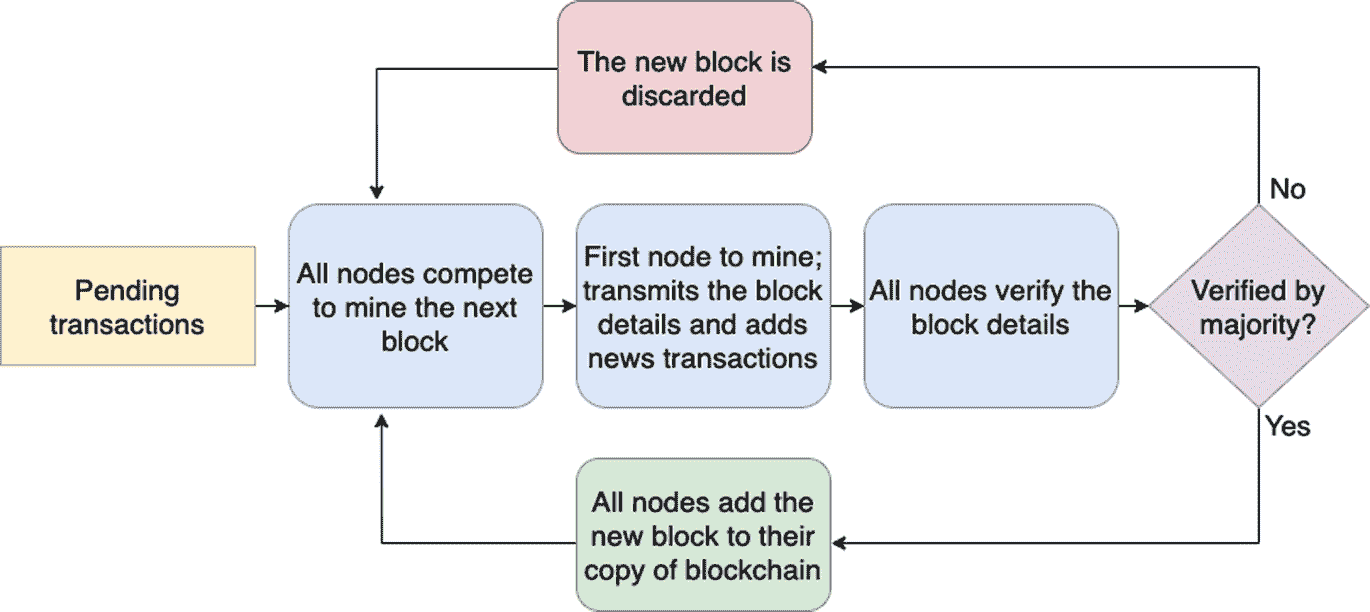 The new block is
discarded
No
Pending
transactions
All nodes compete
to mine the next
block
First node to mine;
transmits the block
details and adds
news transactions
All nodes verify the
block details
Verified by
majority?
Yes
All nodes add the
new block to their
copy of blockchain